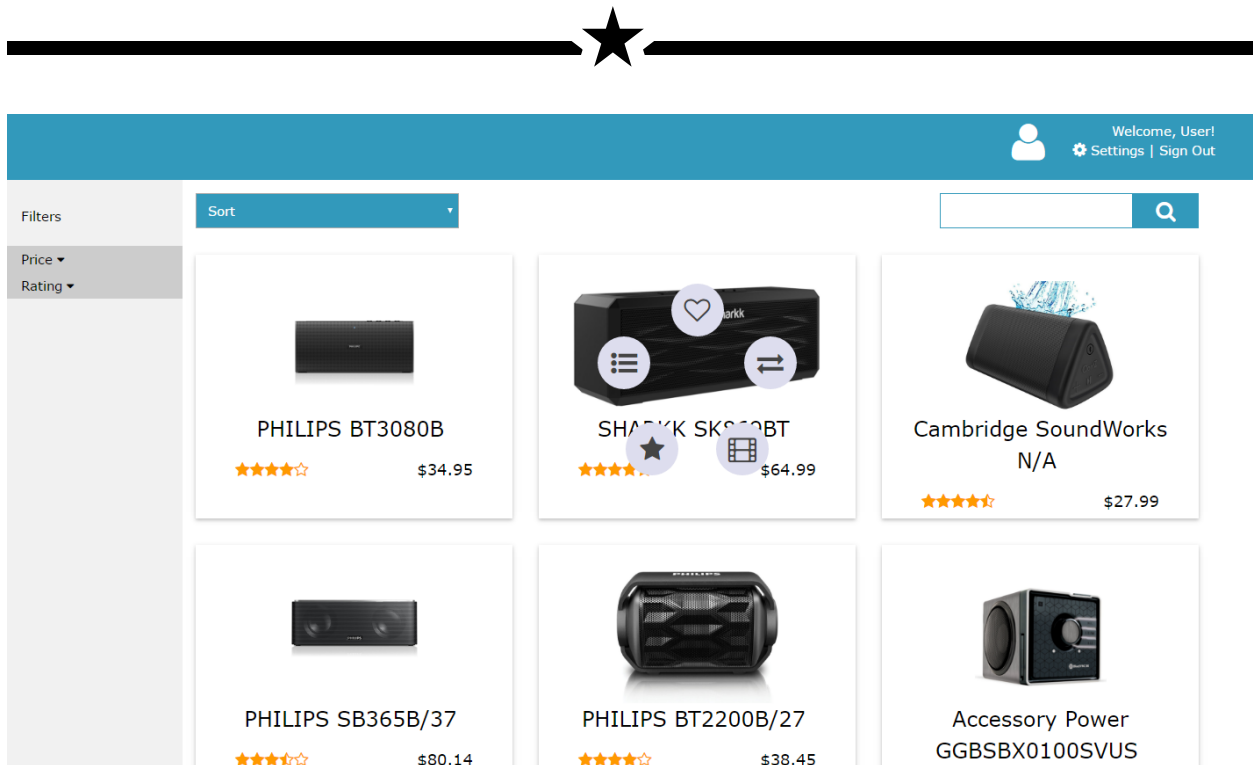 Welcome, User!
Settings | Sign Out
Filters
Sort
Price
Rating
PHILIPS BT3080B
$34.95
$64.99
Cambridge SoundWorks
N/A
$27.99
PHILIPS
PHILIPS SB365B/37
$80.14
PHILIPS BT2200B/27
$38.45
Accessory Power
GGBSBX0100SVUS